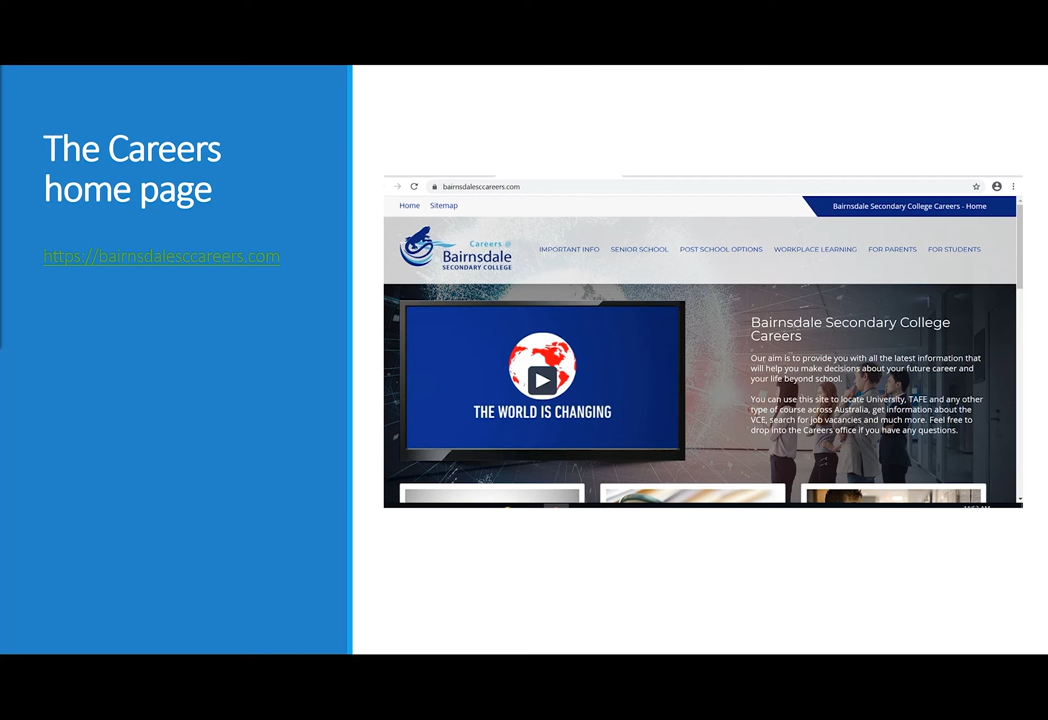 The Careers
home page
https://bairnsdalesccareers.com
bairnsdalesccareers.com
Home Sitemap
Bairnsdale Secondary College Careers - Home
Careers @
Bairnsdale
SECONDARY COLLEGE
IMPORTANT INFO SENIOR SCHOOL POST SCHOOL OPTIONS WORKPLACE LEARNING FOR PARENTS FOR STUDENTS
THE WORLD IS CHANGING
Bairnsdale Secondary College
Careers
Our aim is to provide you with all the latest information that
will help you make decisions about your future career and
your life beyond school.
You can use this site to locate University, TAFE and any other
type of course across Australia, get information about the
VCE, search for job vacancies and much more. Feel free to
drop into the Careers office if you have any questions.